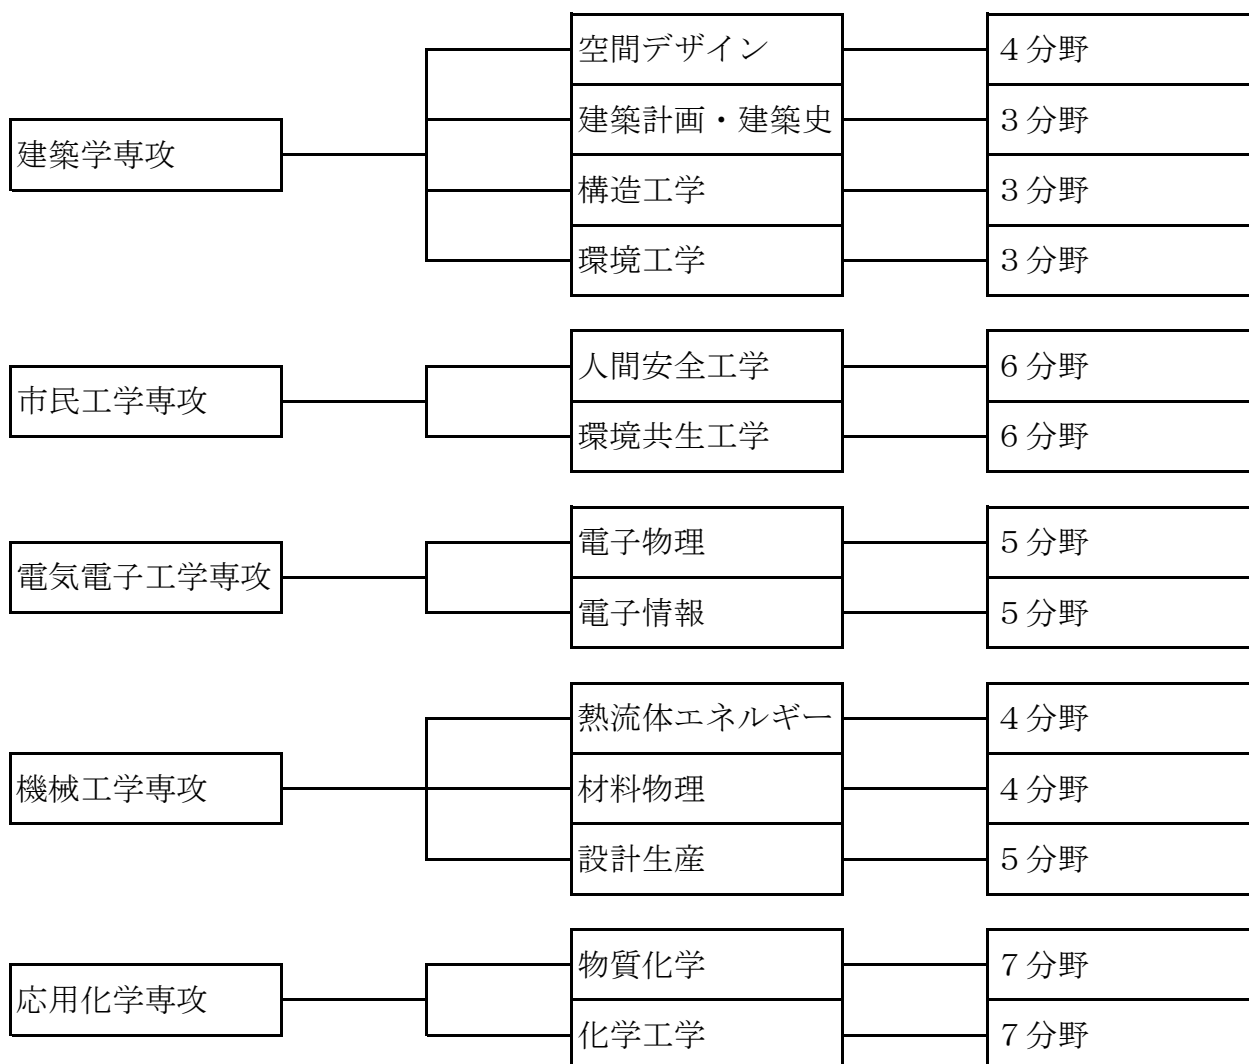 空間デザイン
４分野
建築計画・建築史
３分野
建築学専攻
構造工学
３分野
環境工学
３分野
人間安全工学
６分野
市民工学専攻
環境共生工学
６分野
電子物理
５分野
電気電子工学専攻
電子情報
５分野
熱流体エネルギー
４分野
機械工学専攻
材料物理
４分野
設計生産
５分野
物質化学
７分野
応用化学専攻
化学工学
７分野